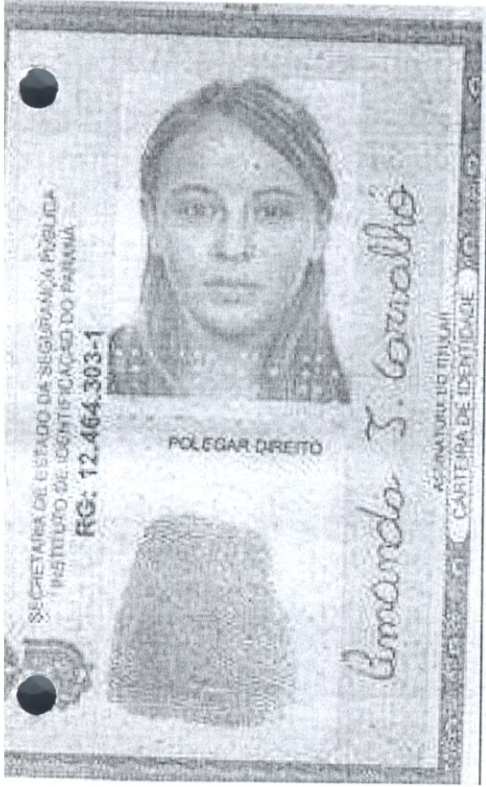 SECRETARIA DE ESTADO DA SEGURANÇA PÚBLICA
INSTITUTO DE IDENTIFICAÇÃO DO PARANÁ
RG: 12.464.303-1
POLEGAR DIREITO
Amanda J. Carvalho
ASSINATURA DO TITULAR
CARTEIRA DE IDENTIDADE